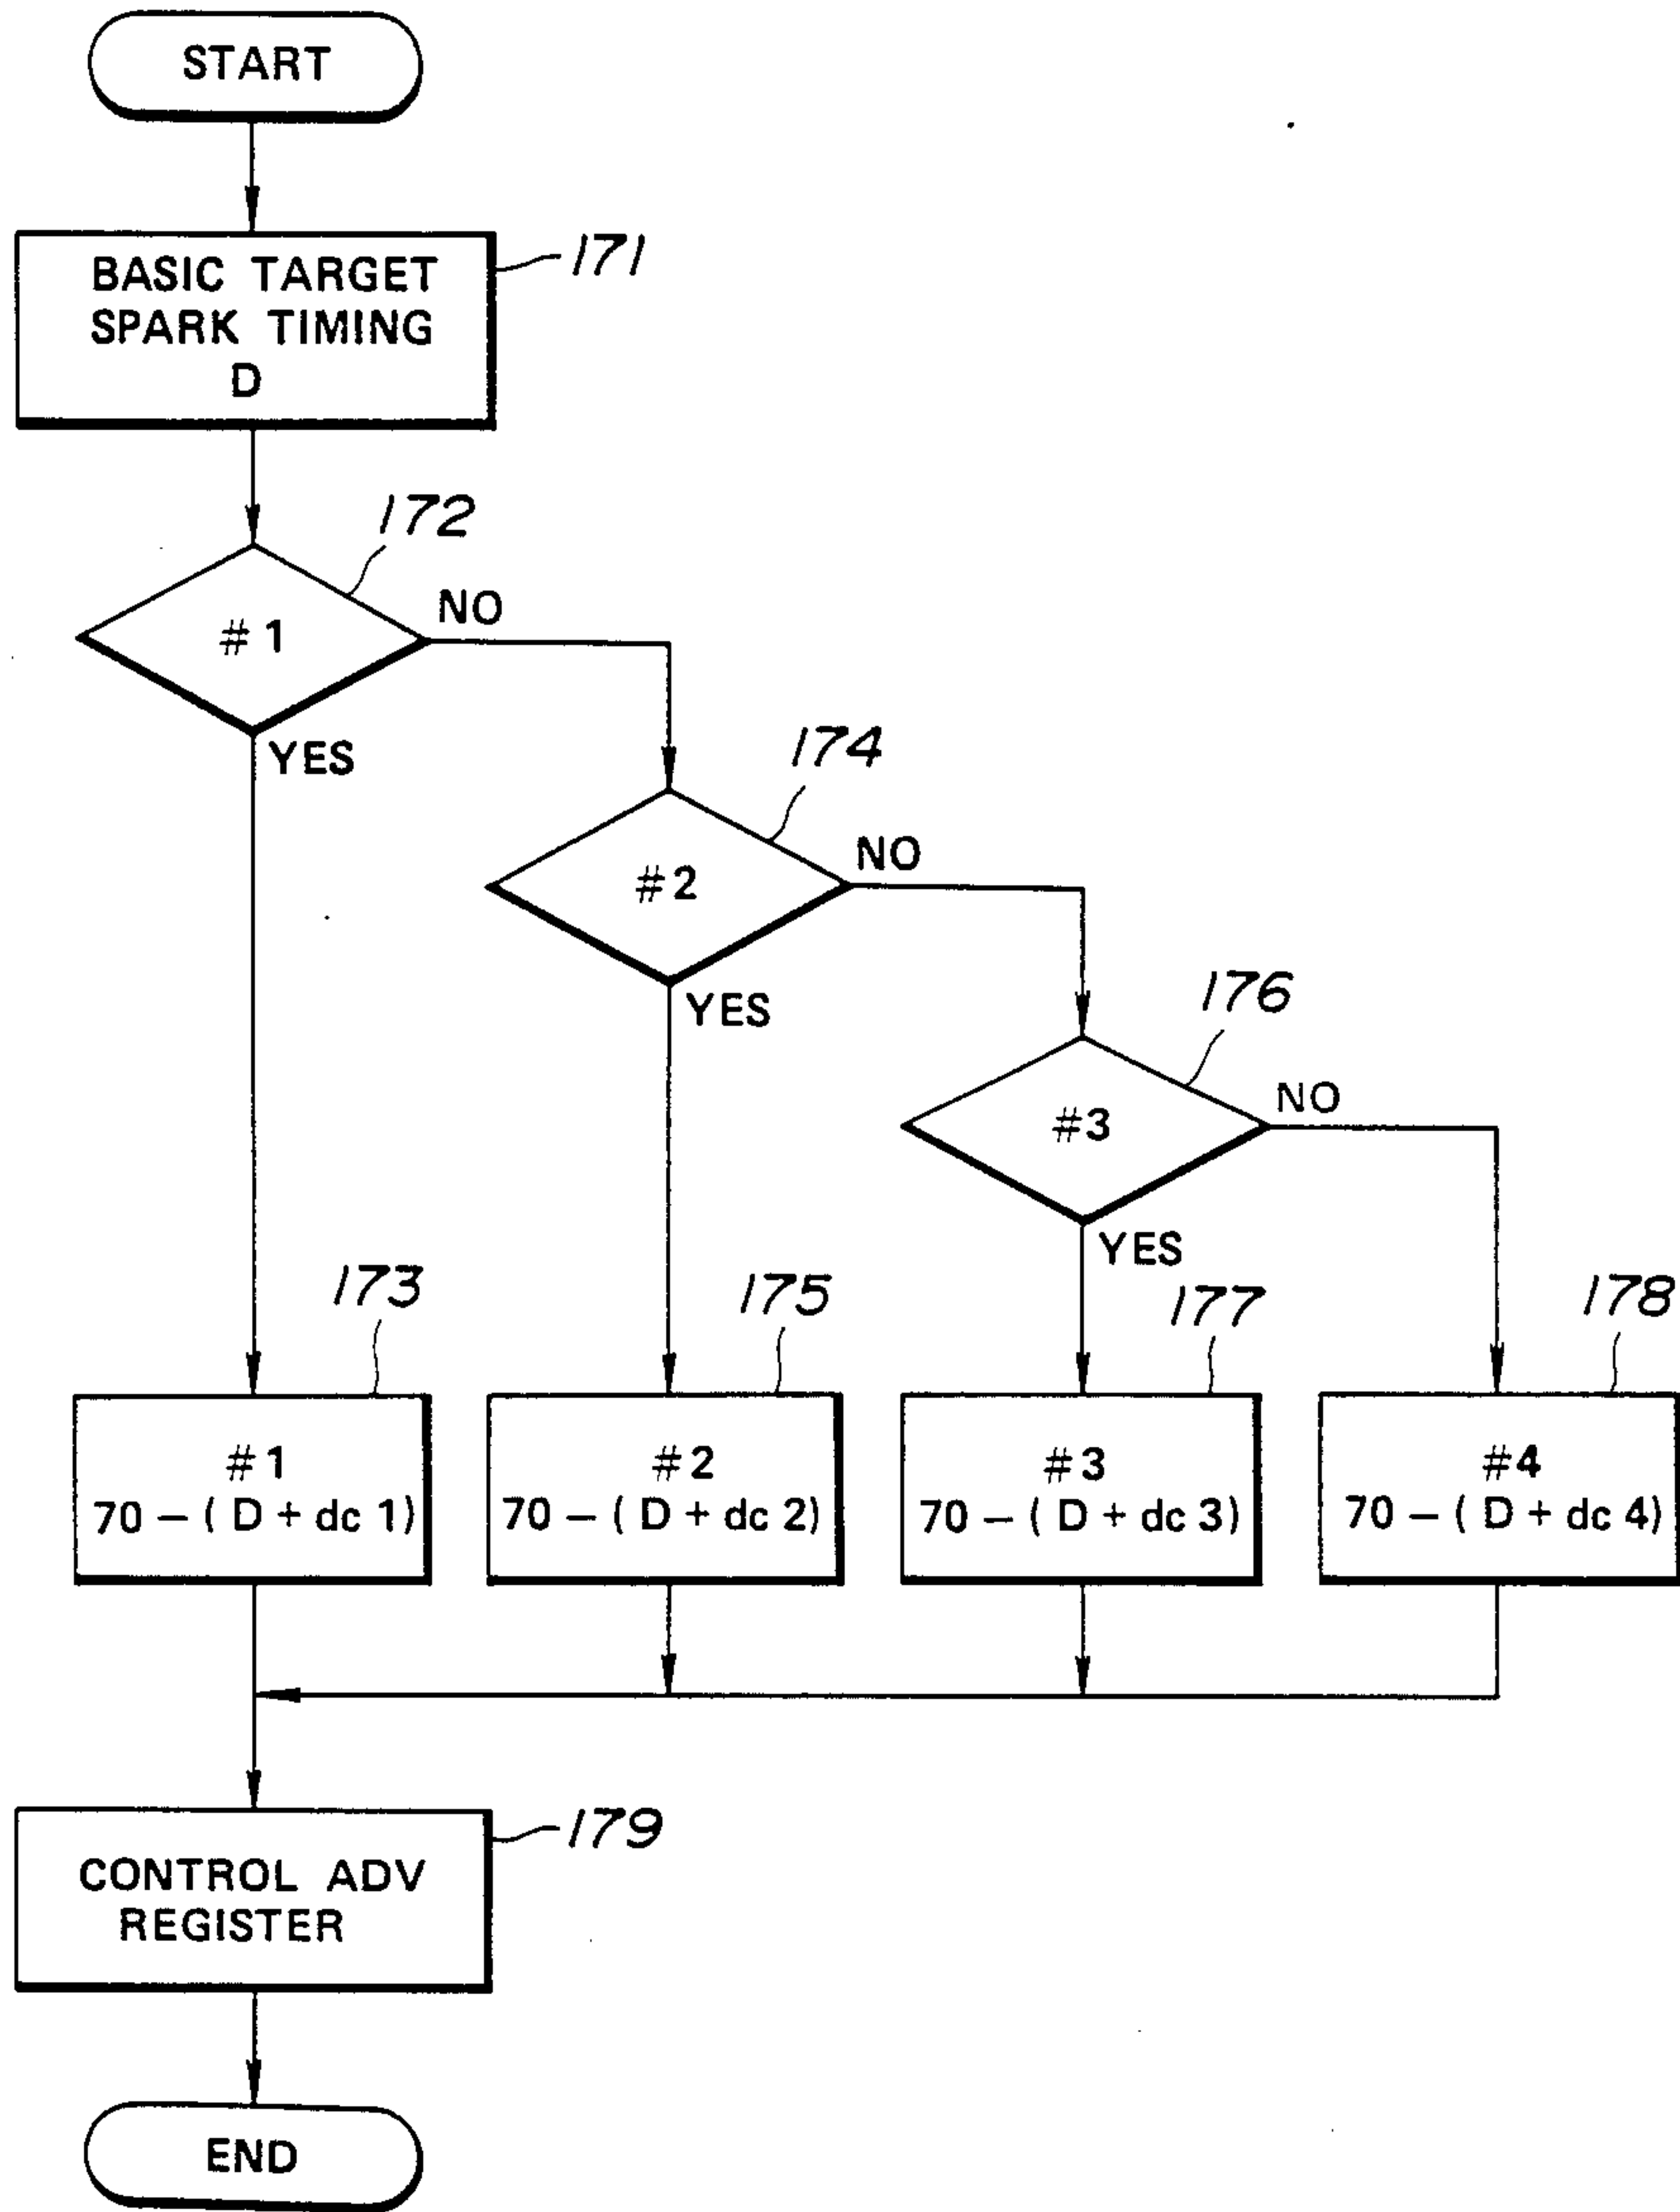 START
171
BASIC TARGET
SPARK TIMING
D
172
# 1
NO
YES
174
#2
NO
YES
176
#3
NO
YES
173
# 1
70 – ( D + dc 1 )
175
#2
70 – ( D + dc 2 )
177
#3
70 – ( D + dc 3 )
178
#4
70 – ( D + dc 4 )
179
CONTROL ADV
REGISTER
END